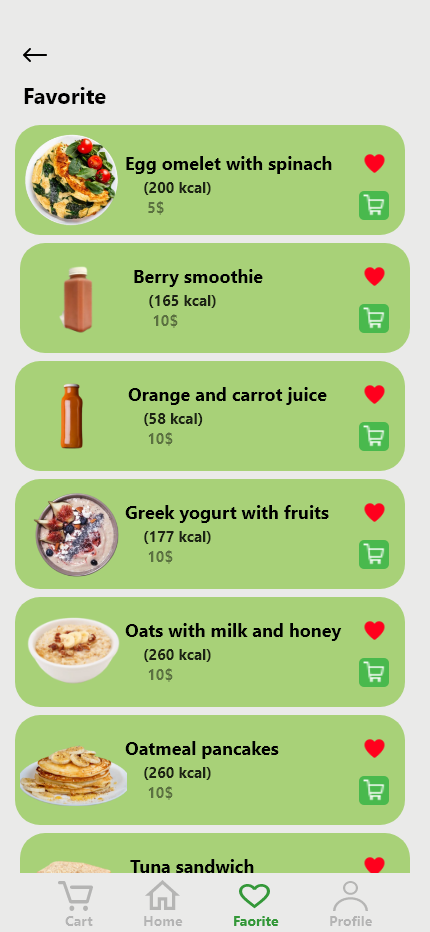 Favorite
Egg omelet with spinach
(200 kcal)
5$
Berry smoothie
(165 kcal)
10$
Orange and carrot juice
(58 kcal)
10$
Greek yogurt with fruits
(177 kcal)
10$
Oats with milk and honey
(260 kcal)
10$
Oatmeal pancakes
(260 kcal)
10$
Tuna sandwich
Cart Home Faorite Profile